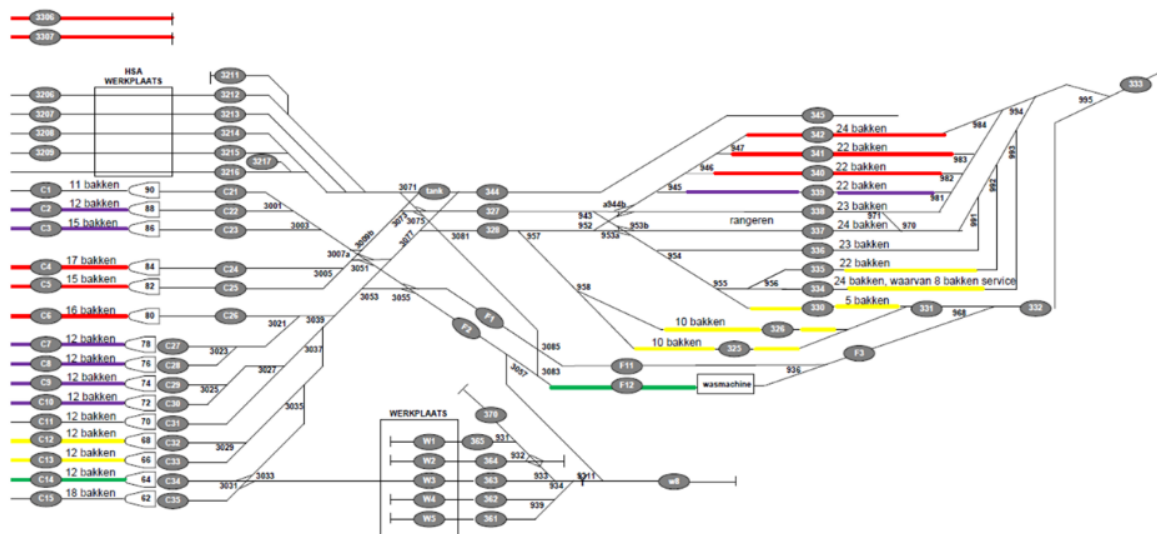 3306
3307
HSA
WERKPLAATS
3211
3206
3212
3207
3213
3208
3214
3209
3215
3217
3216
C1
11 bakken
90
C21
C2
12 bakken
88
C22
3001
C3
15 bakken
86
C23
3003
C4
17 bakken
84
C24
3005
C5
15 bakken
82
C25
C6
16 bakken
80
C26
3021
3039
C7
12 bakken
78
C27
3023
3037
C8
12 bakken
76
C28
C9
12 bakken
74
C29
3025
3027
C10
12 bakken
72
C30
3035
C11
12 bakken
70
C31
C12
12 bakken
68
C32
3029
C13
12 bakken
66
C33
C14
12 bakken
64
C34
3031
3033
C15
18 bakken
62
C35
3007a
3009b
3051
3053
3055
3071
tank
3073
3075
3077
3081
344
327
328
957
958
F1
F2
3085
3083
3057
F11
F12
wasmachine
936
F3
968
WERKPLAATS
370
W1
365
931
W2
364
932
W3
363
933
934
9311
w8
W4
362
939
W5
361
943
a944b
952
953a
953b
954
955
956
945
946
947
345
342
24 bakken
984
341
22 bakken
983
340
22 bakken
982
339
22 bakken
981
338
23 bakken
971
rangeren
337
24 bakken
970
336
23 bakken
335
22 bakken
334
24 bakken, waarvan 8 bakken service
330
5 bakken
331
332
10 bakken
326
10 bakken
325
991
992
993
994
995
333